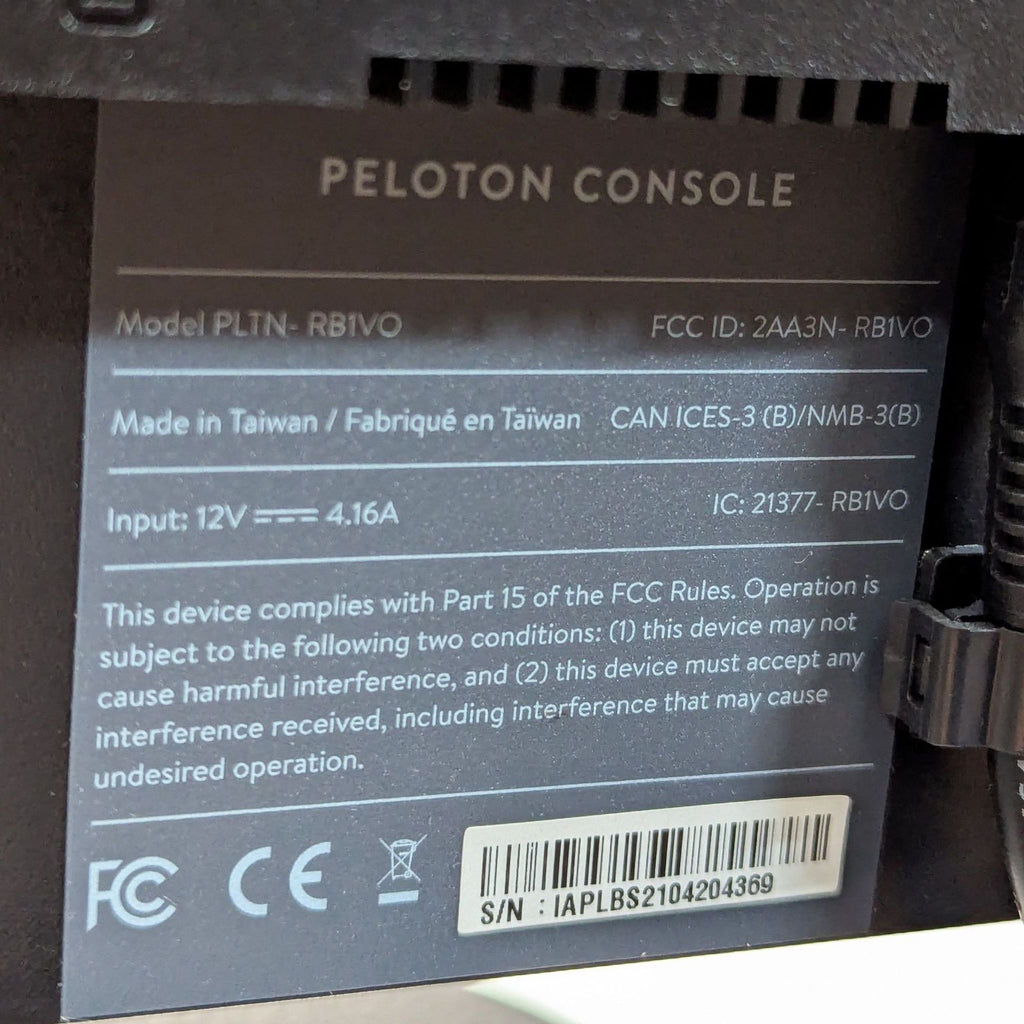 PELOTON CONSOLE
Model PLTN- RB1VO FCC ID: 2AA3N- RB1VO
Made in Taiwan / Fabriqué en Taïwan CAN ICES-3 (B)/NMB-3(B)
Input: 12V ⎓ 4.16A IC: 21377- RB1VO
This device complies with Part 15 of the FCC Rules. Operation is
subject to the following two conditions: (1) this device may not
cause harmful interference, and (2) this device must accept any
interference received, including interference that may cause
undesired operation.
FC CE
S/N : IAPLBS2104204369